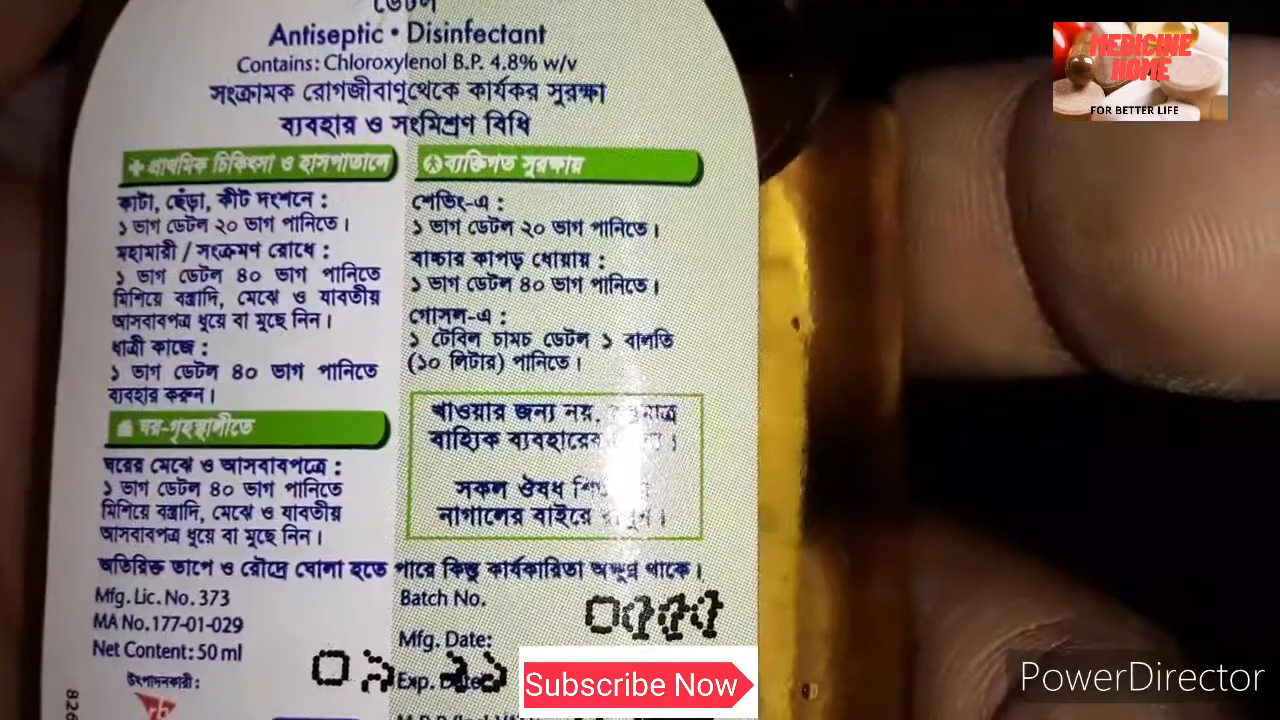 ডেটল
Antiseptic • Disinfectant
Contains: Chloroxylenol B.P. 4.8% w/v
সংক্রামক রোগজীবাণু থেকে কার্যকর সুরক্ষা
ব্যবহার ও সংমিশ্রণ বিধি
প্রাথমিক চিকিৎসা ও হাসপাতালে
কাটা, ছেঁড়া, কীট দংশনে :
১ ভাগ ডেটল ২০ ভাগ পানিতে।
মহামারী / সংক্রমণ রোধে :
১ ভাগ ডেটল ৪০ ভাগ পানিতে
মিশিয়ে বস্ত্রাদি, মেঝে ও যাবতীয়
আসবাবপত্র ধুয়ে বা মুছে নিন।
ধাত্রী কাজে :
১ ভাগ ডেটল ৪০ ভাগ পানিতে
ব্যবহার করুন।
ঘর-গৃহস্থালীতে
ঘরের মেঝে ও আসবাবপত্রে :
১ ভাগ ডেটল ৪০ ভাগ পানিতে
মিশিয়ে বস্ত্রাদি, মেঝে ও যাবতীয়
আসবাবপত্র ধুয়ে বা মুছে নিন।
ব্যক্তিগত সুরক্ষায়
শেভিং-এ :
১ ভাগ ডেটল ২০ ভাগ পানিতে।
বাচ্চার কাপড় ধোয়ায় :
১ ভাগ ডেটল ৪০ ভাগ পানিতে।
গোসল-এ :
১ টেবিল চামচ ডেটল ১ বালতি
(১০ লিটার) পানিতে।
খাওয়ার জন্য নয়,
বাহ্যিক ব্যবহারের
সকল ঔষধ
নাগালের বাইরে
অতিরিক্ত তাপে ও রৌদ্রে ঘোলা হতে পারে কিন্তু কার্যকারিতা অক্ষুণ্ণ থাকে।
Mfg. Lic. No. 373
MA No. 177-01-029
Net Content: 50 ml
উৎপাদনকারী :
Batch No.
Mfg. Date:
Exp. Date:
826
MEDICINE
HOME
FOR BETTER LIFE
Subscribe Now
PowerDirector